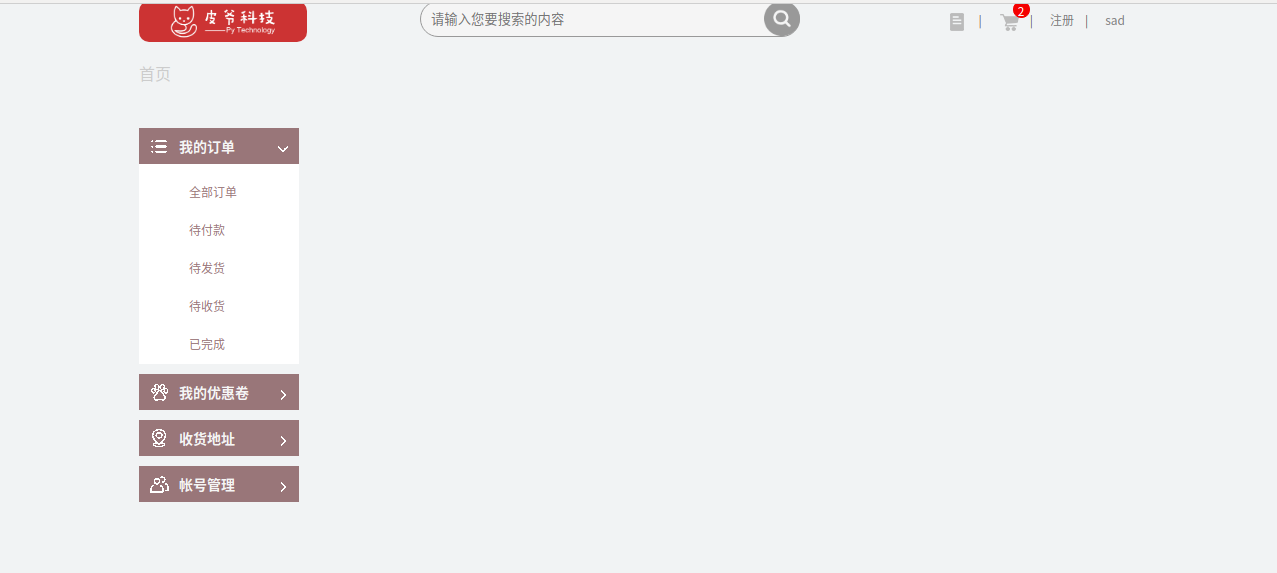 皮爷科技
Py Technology
请输入您要搜索的内容
2
| | 注册 | sad
首页
我的订单
全部订单
待付款
待发货
待收货
已完成
我的优惠卷
收货地址
帐号管理